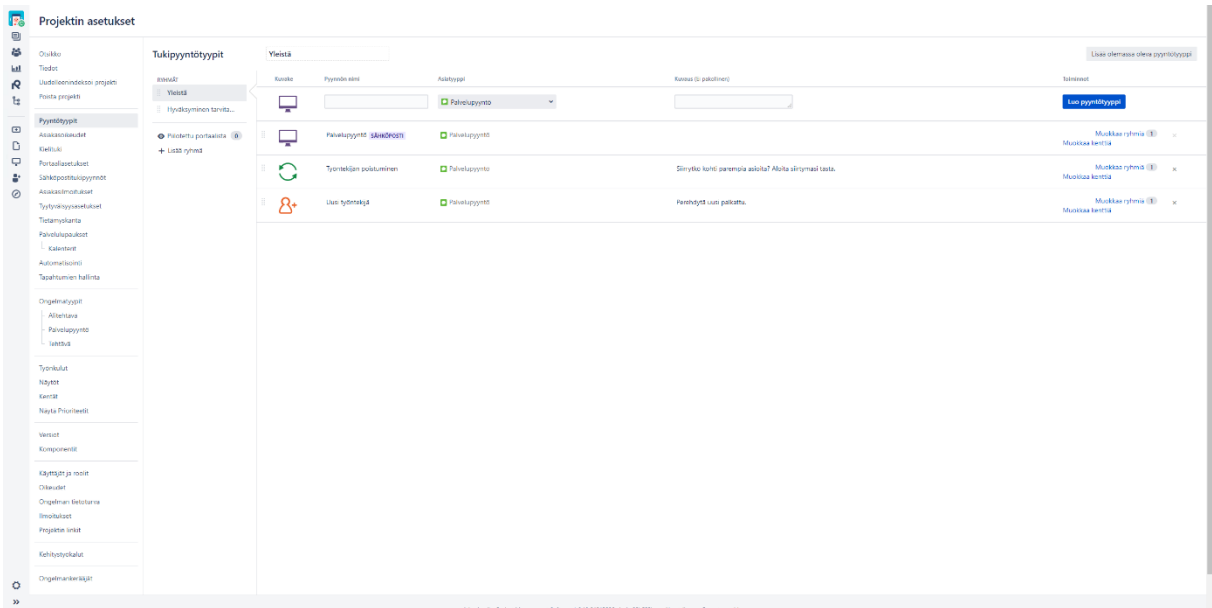 Projektin asetukset
Otsikko
Tiedot
Uudelleenindeksoi projekti
Poista projekti
Pyyntötyypit
Asiakasoikeudet
Kielituki
Portaaliasetukset
Sähköpostitukipyynnöt
Asiakasilmoitukset
Tyytyväisyysasetukset
Tietämyskanta
Palvelulupaukset
Kalenterit
Automatisointi
Tapahtumien hallinta
Ongelmatyypit
Alitehtävä
Palvelupyyntö
Tehtävä
Työnkulut
Näytöt
Kentät
Näytä Prioriteetit
Versiot
Komponentit
Käyttäjät ja roolit
Oikeudet
Ongelman tietoturva
Ilmoitukset
Projektin linkit
Kehitystyökalut
Ongelmankerääjät
Tukipyyntötyypit
RYHMÄT
Yleistä
Hyväksyminen tarvita...
Piilotettu portaalista 0
+ Lisää ryhmä
Yleistä
Lisää olemassa oleva pyyntötyyppi
Kuvake Pyynnön nimi Asiatyyppi Kuvaus (Ei pakollinen) Toiminnot
Palvelupyyntö Luo pyyntötyyppi
Palvelupyyntö SÄHKÖPOSTI Palvelupyyntö Muokkaa ryhmiä 1
Muokkaa kenttiä
Työntekijän poistuminen Palvelupyyntö Siirrytkö kohti parempia asioita? Aloita siirtymäsi tästä. Muokkaa ryhmiä 1
Muokkaa kenttiä
Uusi työntekijä Palvelupyyntö Perehdytä uusi palkattu. Muokkaa ryhmiä 1
Muokkaa kenttiä